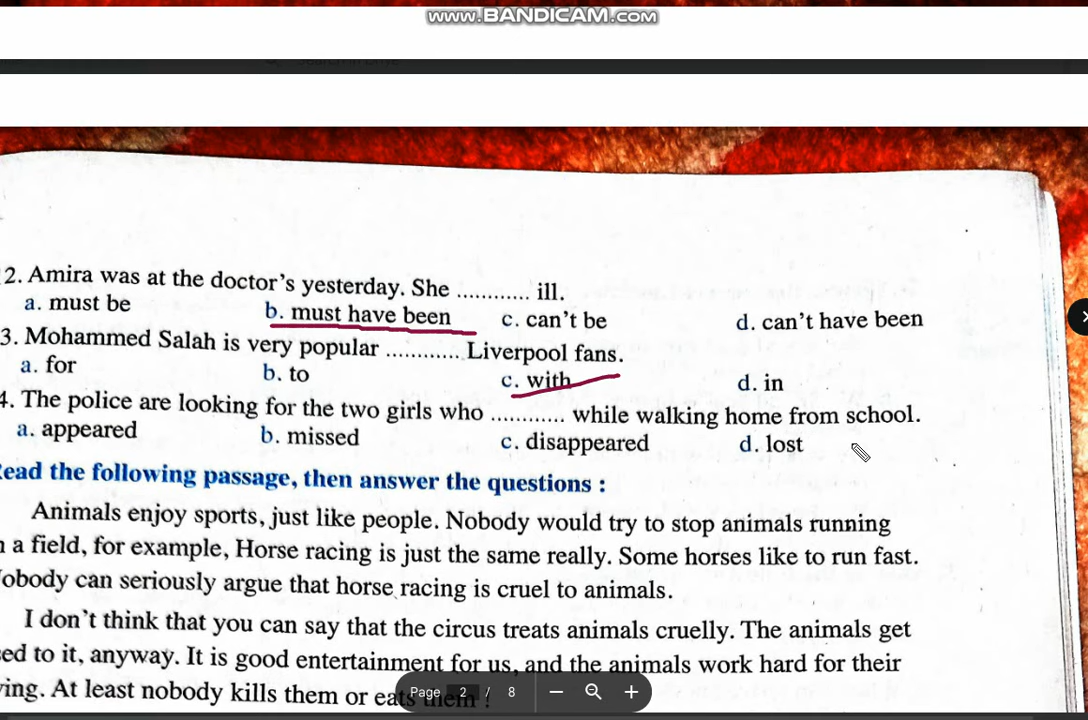 www.BANDICAM.com
2. Amira was at the doctor's yesterday. She ............ ill.
a. must be b. must have been c. can't be d. can't have been
3. Mohammed Salah is very popular ............ Liverpool fans.
a. for b. to c. with d. in
4. The police are looking for the two girls who ............ while walking home from school.
a. appeared b. missed c. disappeared d. lost
ead the following passage, then answer the questions :
Animals enjoy sports, just like people. Nobody would try to stop animals running
a field, for example, Horse racing is just the same really. Some horses like to run fast.
obody can seriously argue that horse racing is cruel to animals.
I don't think that you can say that the circus treats animals cruelly. The animals get
ed to it, anyway. It is good entertainment for us, and the animals work hard for their
ing. At least nobody kills them or eats them !
Page 2 / 8